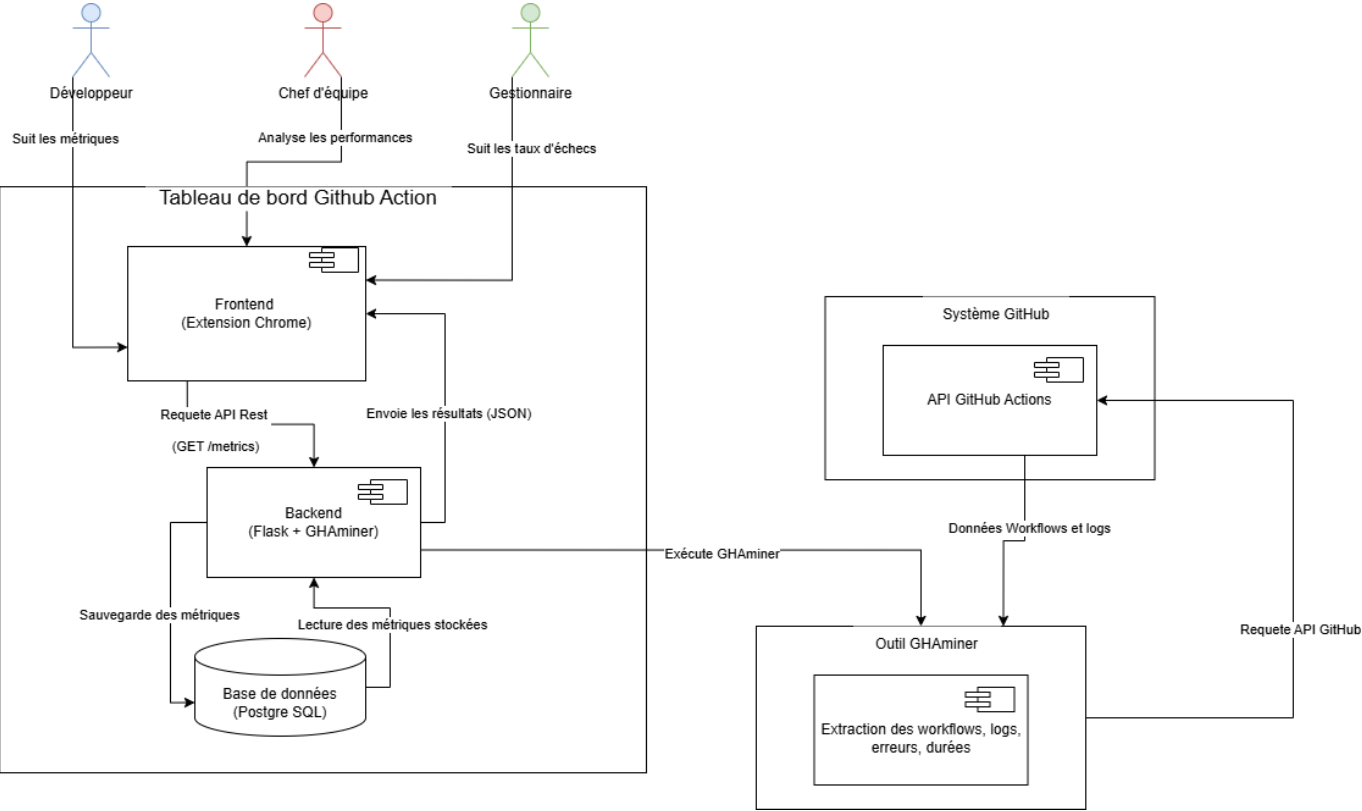 Développeur
Chef d'équipe
Gestionnaire
Suit les métriques
Analyse les performances
Suit les taux d'échecs
Tableau de bord Github Action
Frontend
(Extension Chrome)
Requete API Rest
(GET /metrics)
Envoie les résultats (JSON)
Backend
(Flask + GHAminer)
Sauvegarde des métriques
Lecture des métriques stockées
Base de données
(Postgre SQL)
Exécute GHAminer
Système GitHub
API GitHub Actions
Données Workflows et logs
Requete API GitHub
Outil GHAminer
Extraction des workflows, logs,
erreurs, durées